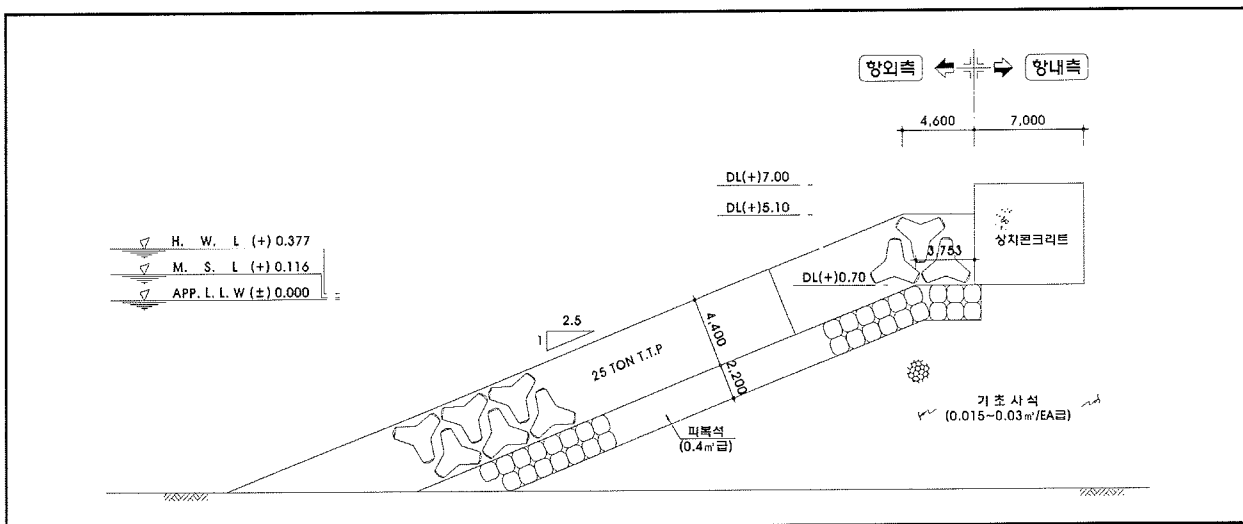 항외측 항내측
4,600 7,000
DL(+)7.00
DL(+)5.10
H. W. L (+) 0.377
M. S. L (+) 0.116
APP. L. L. W (±) 0.000
상치콘크리트
3,753
DL(+)0.70
2.5
1
4,400
25 TON T.T.P
2,200
기초사석
(0.015~0.03㎥/EA급)
피복석
(0.4㎥급)